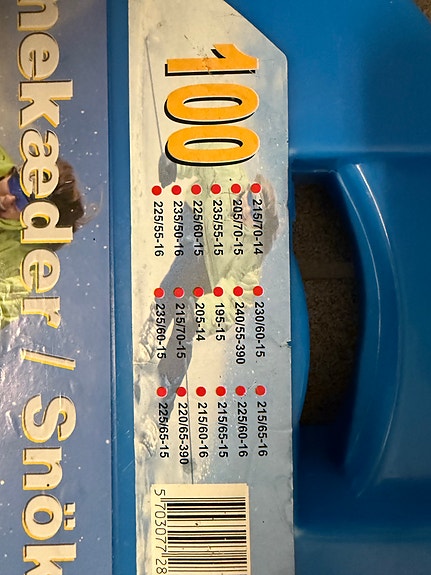 100
● 215/70-14 ● 230/60-15 ● 215/65-16
● 205/70-15 ● 240/55-390 ● 225/60-16
● 235/55-15 ● 195-15 ● 215/65-15
● 225/60-15 ● 205-14 ● 215/60-16
● 235/50-16 ● 215/70-15 ● 220/65-390
● 225/55-16 ● 235/60-15 ● 225/65-15
5 703077 28
nekæder / Snök